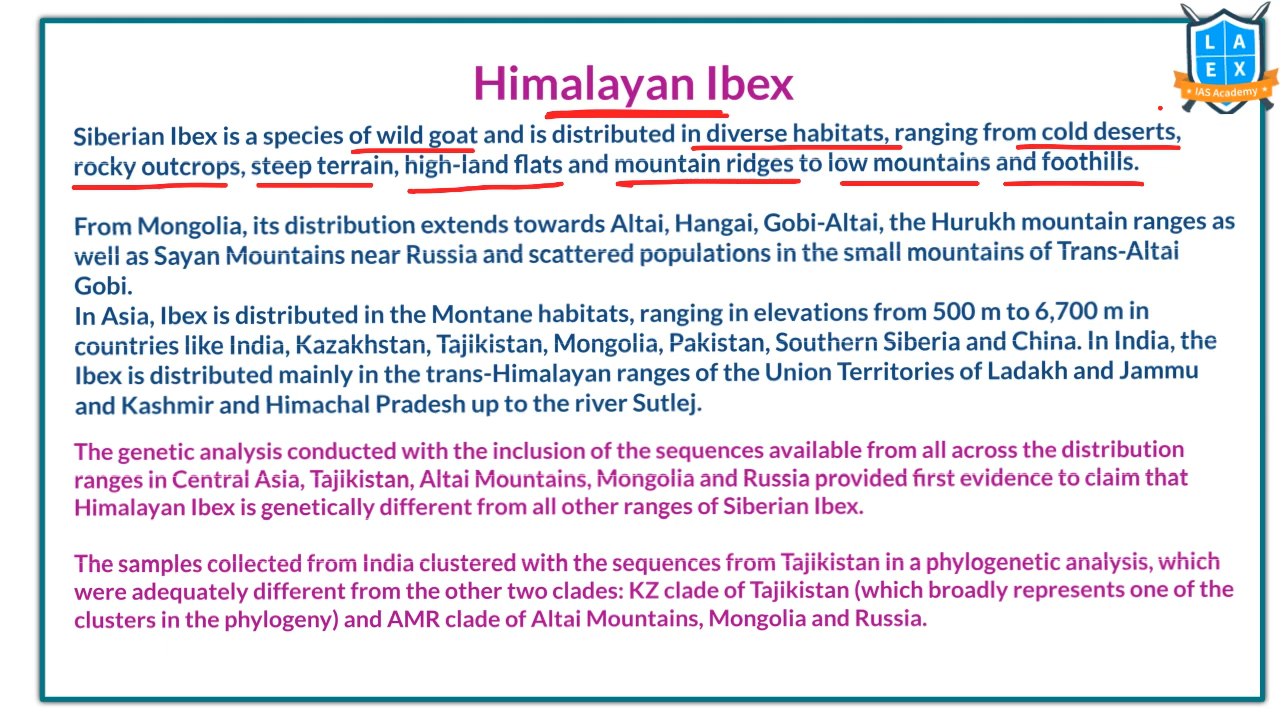 L A
E X
IAS Academy
Himalayan Ibex
Siberian Ibex is a species of wild goat and is distributed in diverse habitats, ranging from cold deserts,
rocky outcrops, steep terrain, high-land flats and mountain ridges to low mountains and foothills.
From Mongolia, its distribution extends towards Altai, Hangai, Gobi-Altai, the Hurukh mountain ranges as
well as Sayan Mountains near Russia and scattered populations in the small mountains of Trans-Altai
Gobi.
In Asia, Ibex is distributed in the Montane habitats, ranging in elevations from 500 m to 6,700 m in
countries like India, Kazakhstan, Tajikistan, Mongolia, Pakistan, Southern Siberia and China. In India, the
Ibex is distributed mainly in the trans-Himalayan ranges of the Union Territories of Ladakh and Jammu
and Kashmir and Himachal Pradesh up to the river Sutlej.
The genetic analysis conducted with the inclusion of the sequences available from all across the distribution
ranges in Central Asia, Tajikistan, Altai Mountains, Mongolia and Russia provided first evidence to claim that
Himalayan Ibex is genetically different from all other ranges of Siberian Ibex.
The samples collected from India clustered with the sequences from Tajikistan in a phylogenetic analysis, which
were adequately different from the other two clades: KZ clade of Tajikistan (which broadly represents one of the
clusters in the phylogeny) and AMR clade of Altai Mountains, Mongolia and Russia.